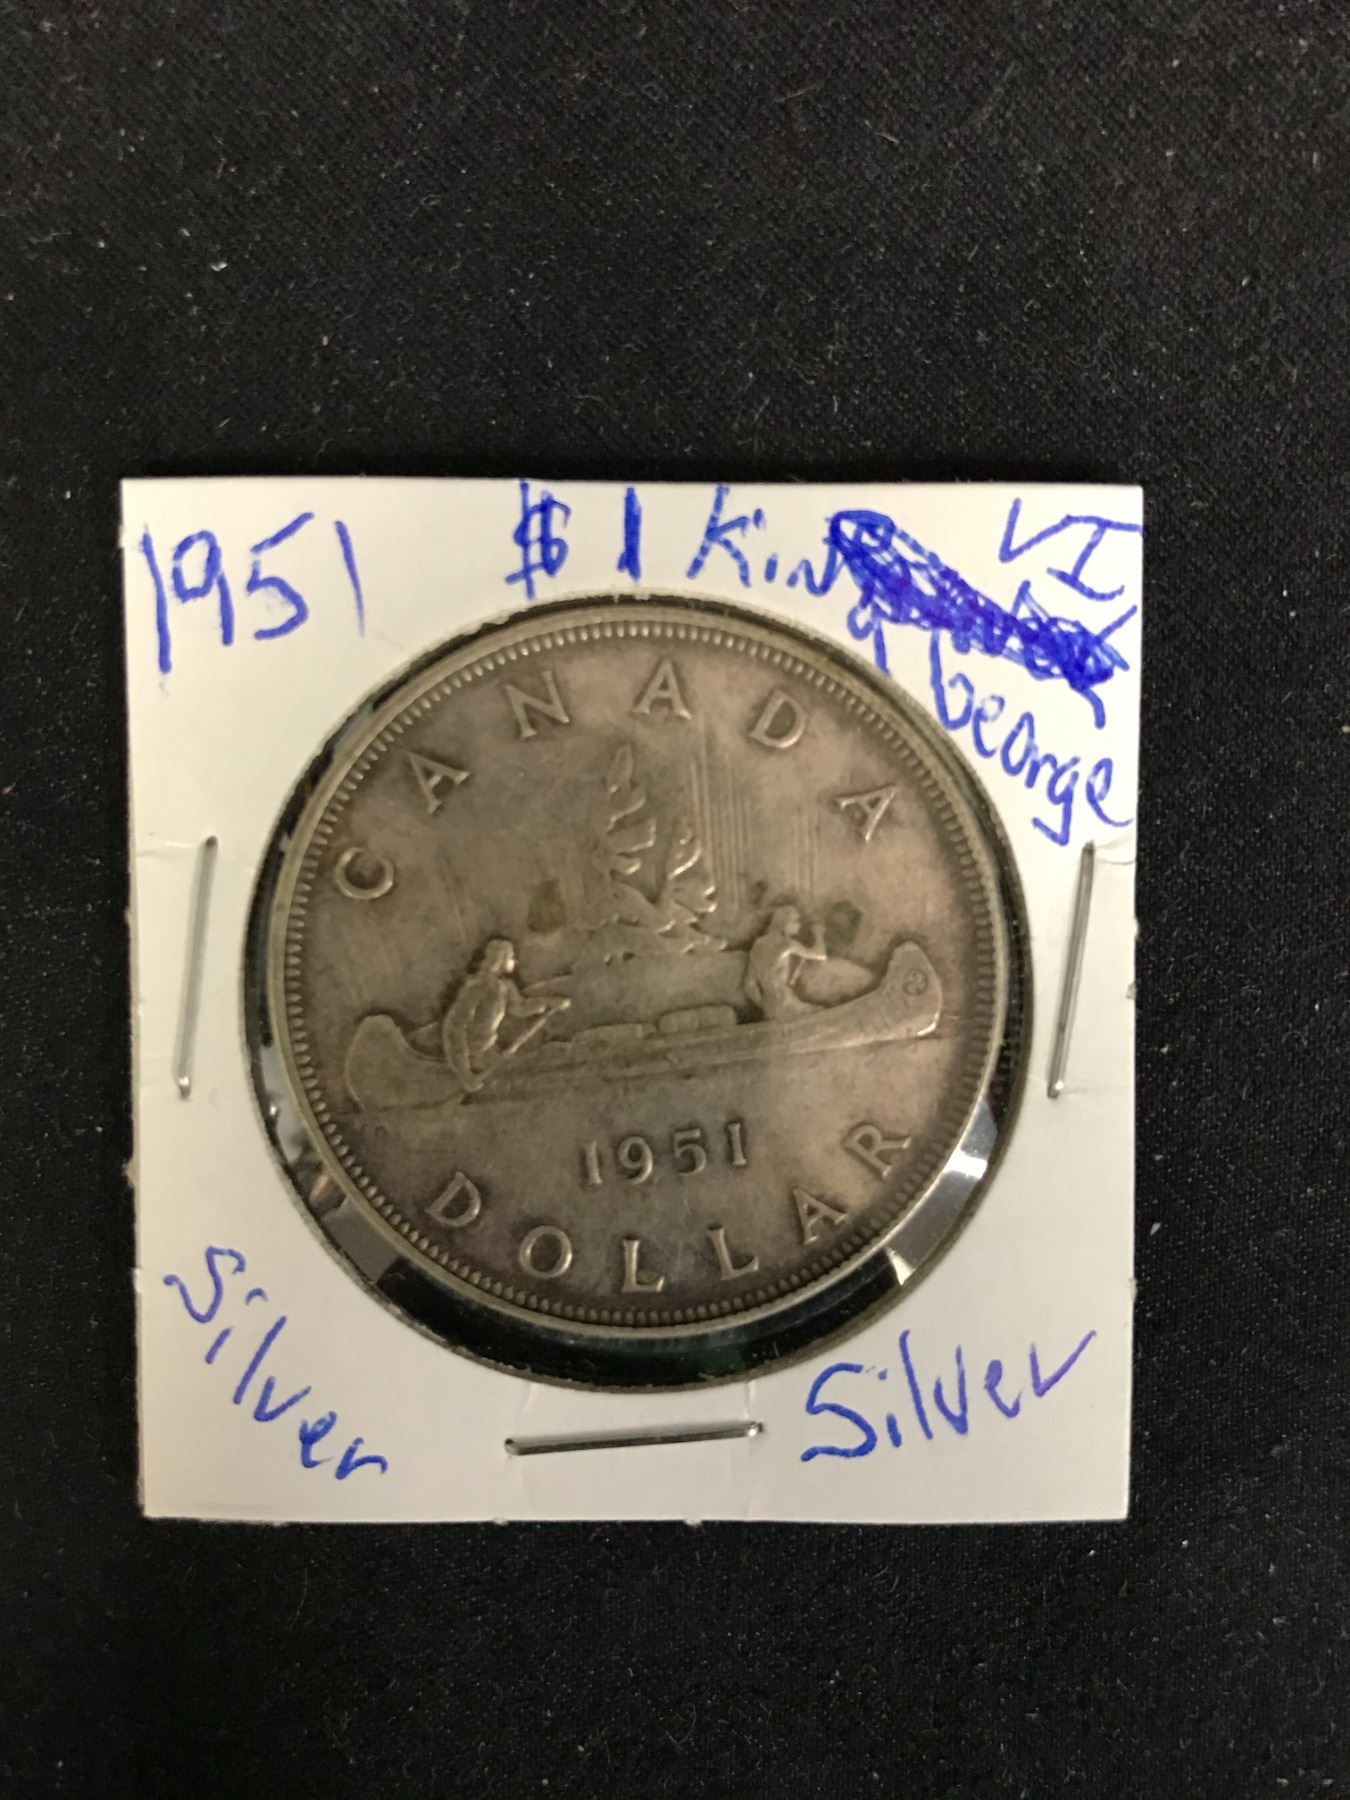 1951 $1 King VI
George
CANADA
1951
DOLLAR
Silver Silver